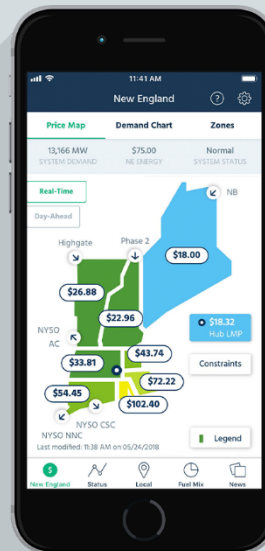 11:41 AM
New England
?
Price Map Demand Chart Zones
13,166 MW $75.00 Normal
SYSTEM DEMAND NE ENERGY SYSTEM STATUS
Real-Time
Day-Ahead
NB
Highgate Phase 2
$18.00
$26.88
$22.96
NYSO
AC
$18.32
Hub LMP
$33.81
$43.74
Constraints
$72.22
$54.45
$102.40
NYSO CSC
NYSO NNC
Legend
Last modified: 11:38 AM on 05/24/2018
$
New England Status Local Fuel Mix News